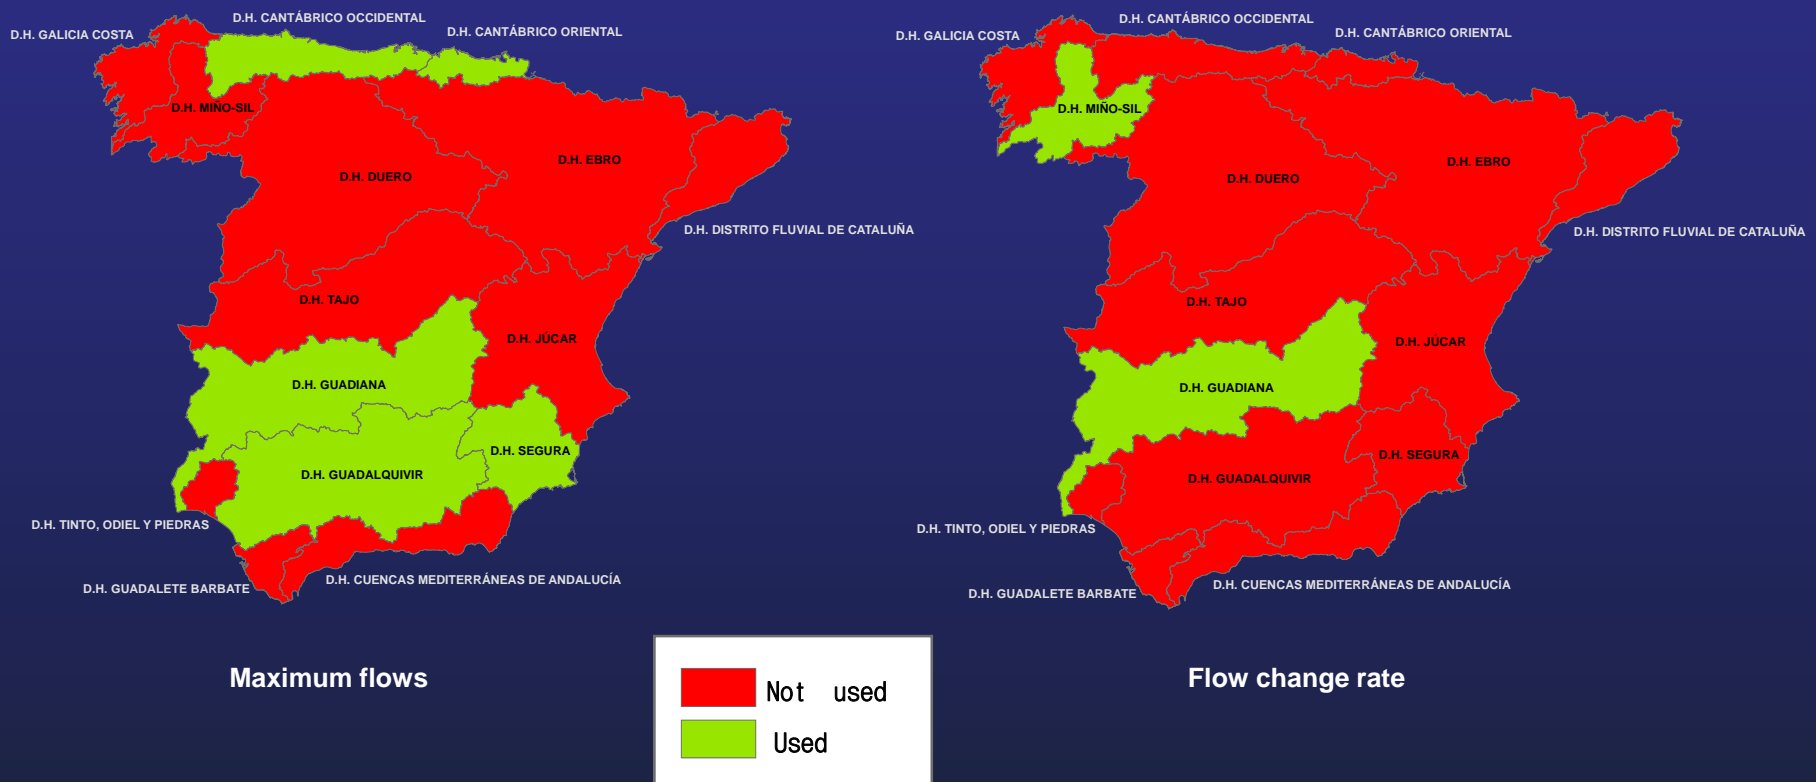 D.H. CANTÁBRICO OCCIDENTAL
D.H. CANTÁBRICO ORIENTAL
D.H. GALICIA COSTA
D.H. MIÑO-SIL
D.H. EBRO
D.H. DUERO
D.H. DISTRITO FLUVIAL DE CATALUÑA
D.H. TAJO
D.H. JÚCAR
D.H. GUADIANA
D.H. SEGURA
D.H. GUADALQUIVIR
D.H. TINTO, ODIEL Y PIEDRAS
D.H. CUENCAS MEDITERRÁNEAS DE ANDALUCÍA
D.H. GUADALETE BARBATE
Maximum flows
D.H. CANTÁBRICO OCCIDENTAL
D.H. CANTÁBRICO ORIENTAL
D.H. GALICIA COSTA
D.H. MIÑO-SIL
D.H. EBRO
D.H. DUERO
D.H. DISTRITO FLUVIAL DE CATALUÑA
D.H. TAJO
D.H. JÚCAR
D.H. GUADIANA
D.H. SEGURA
D.H. GUADALQUIVIR
D.H. TINTO, ODIEL Y PIEDRAS
D.H. CUENCAS MEDITERRÁNEAS DE ANDALUCÍA
D.H. GUADALETE BARBATE
Flow change rate
Not used
Used